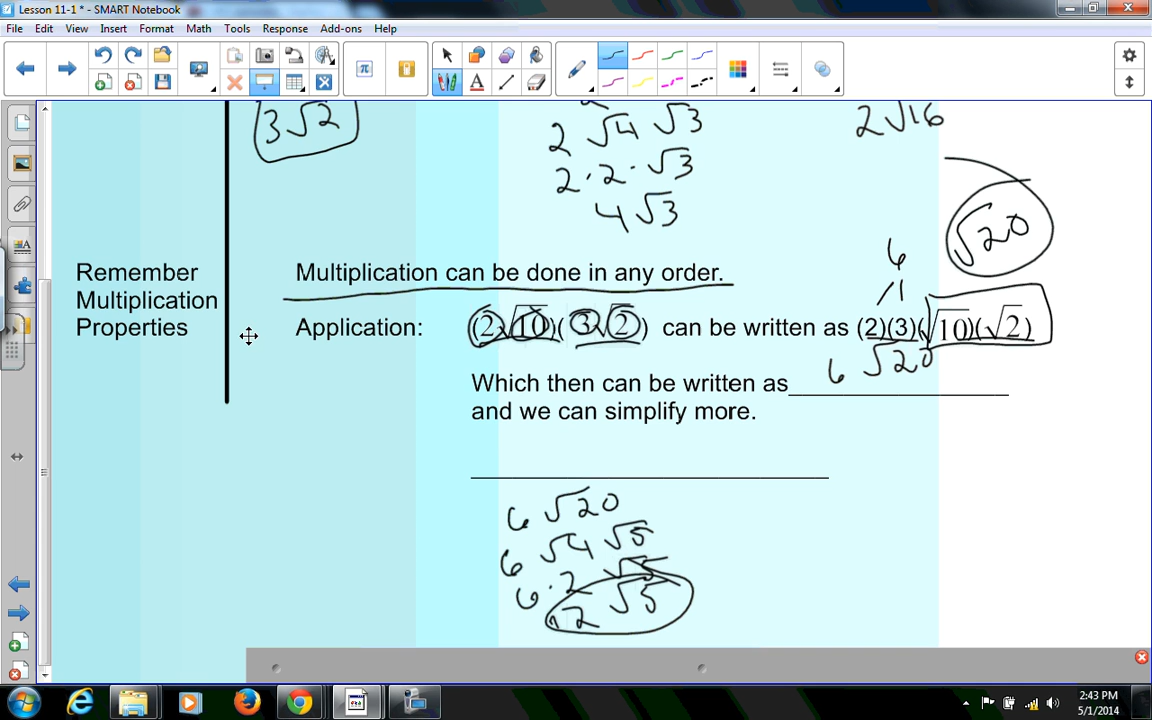 Lesson 11-1 * - SMART Notebook
File Edit View Insert Format Math Tools Response Add-ons Help
3√2
2 √4 √3
2·2·√3
4√3
2√16
√20
6
Remember
Multiplication
Properties
Multiplication can be done in any order.
Application: (2√10)(3√2) can be written as (2)(3)(√10)(√2)
6 √20
Which then can be written as__________________
and we can simplify more.
6 √20
6 √4 √5
6·2 √5
12 √5
2:43 PM
5/1/2014